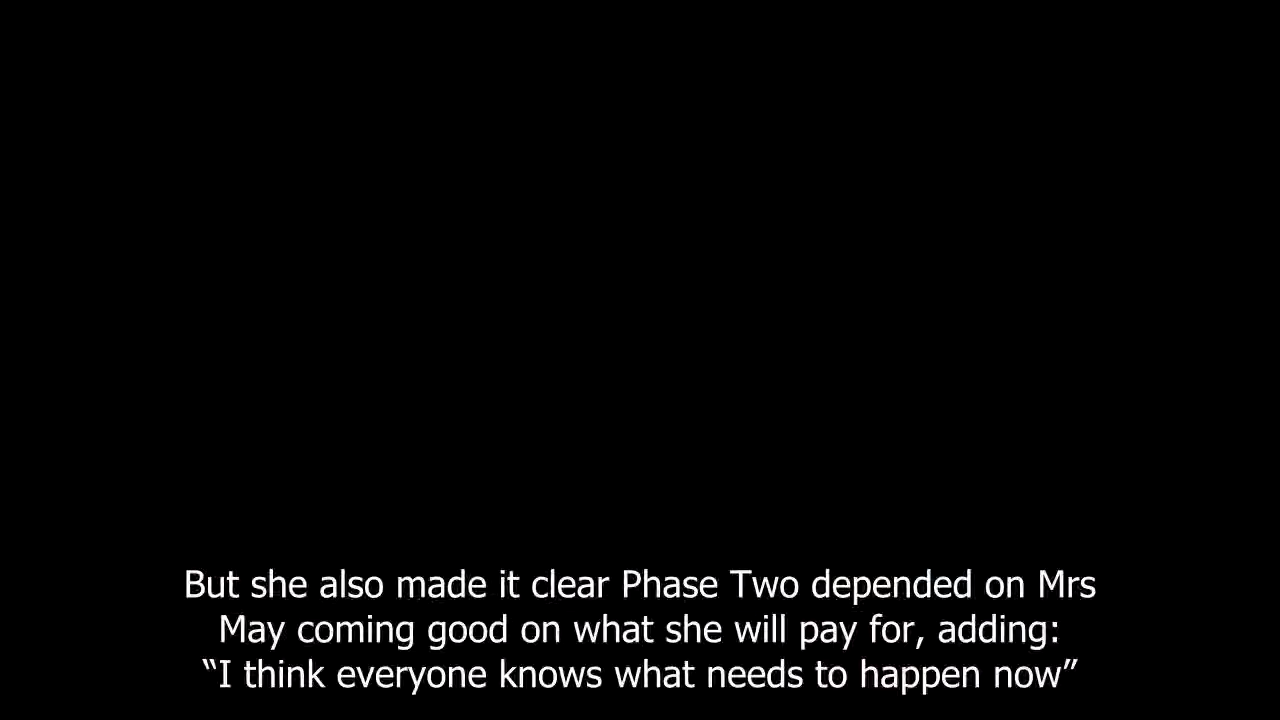 But she also made it clear Phase Two depended on Mrs
May coming good on what she will pay for, adding:
“I think everyone knows what needs to happen now”